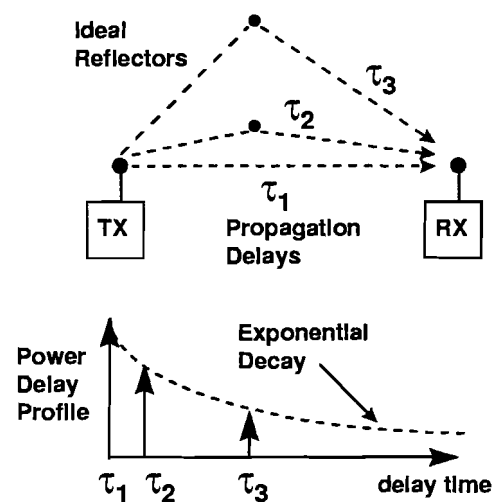 Ideal
Reflectors
τ3
τ2
τ1
TX
Propagation
Delays
RX
Exponential
Decay
Power
Delay
Profile
τ1 τ2 τ3 delay time